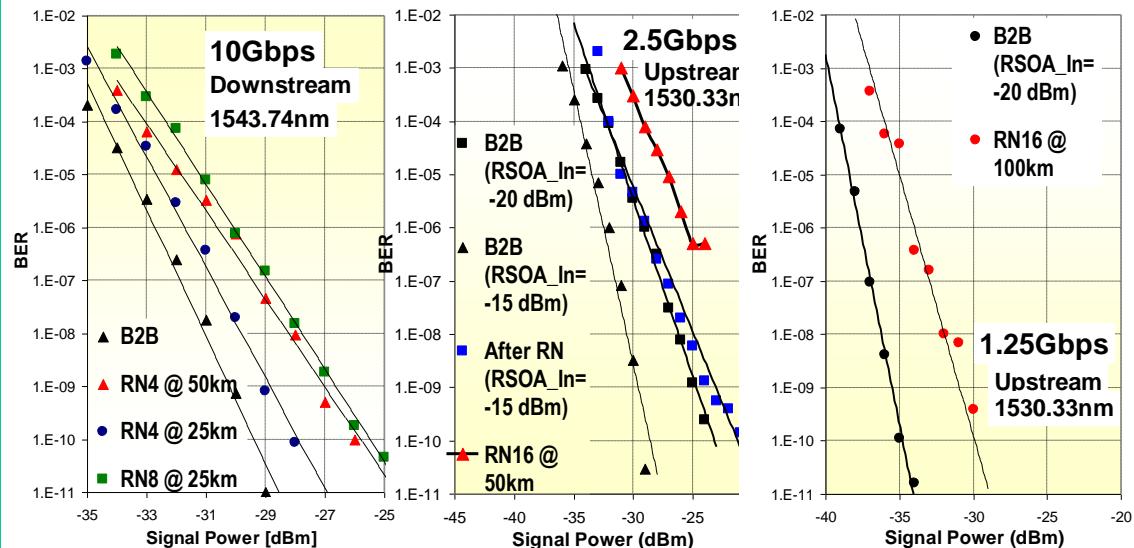 1.E-02
1.E-03
1.E-04
1.E-05
1.E-06
1.E-07
1.E-08
1.E-09
1.E-10
1.E-11
BER
10Gbps
Downstream
1543.74nm
B2B
RN4 @ 50km
RN4 @ 25km
RN8 @ 25km
-35 -33 -31 -29 -27 -25
Signal Power [dBm]
1.E-02
1.E-03
1.E-04
1.E-05
1.E-06
1.E-07
1.E-08
1.E-09
1.E-10
1.E-11
BER
2.5Gbps
Upstream
1530.33n
B2B
(RSOA_In=
-20 dBm)
B2B
(RSOA_In=
-15 dBm)
After RN
(RSOA_In=
-15 dBm)
RN16 @
50km
-45 -40 -35 -30 -25
Signal Power (dBm)
1.E-02
1.E-03
1.E-04
1.E-05
1.E-06
1.E-07
1.E-08
1.E-09
1.E-10
1.E-11
BER
B2B
(RSOA_In=
-20 dBm)
RN16 @
100km
1.25Gbps
Upstream
1530.33nm
-40 -35 -30 -25 -20
Signal Power (dBm)